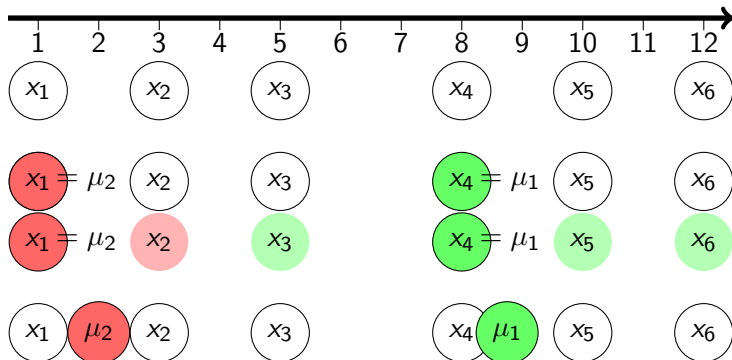 1 2 3 4 5 6 7 8 9 10 11 12
x₁ x₂ x₃ x₄ x₅ x₆
x₁ = μ₂ x₂ x₃ x₄ = μ₁ x₅ x₆
x₁ = μ₂ x₂ x₃ x₄ = μ₁ x₅ x₆
x₁ μ₂ x₂ x₃ x₄ μ₁ x₅ x₆